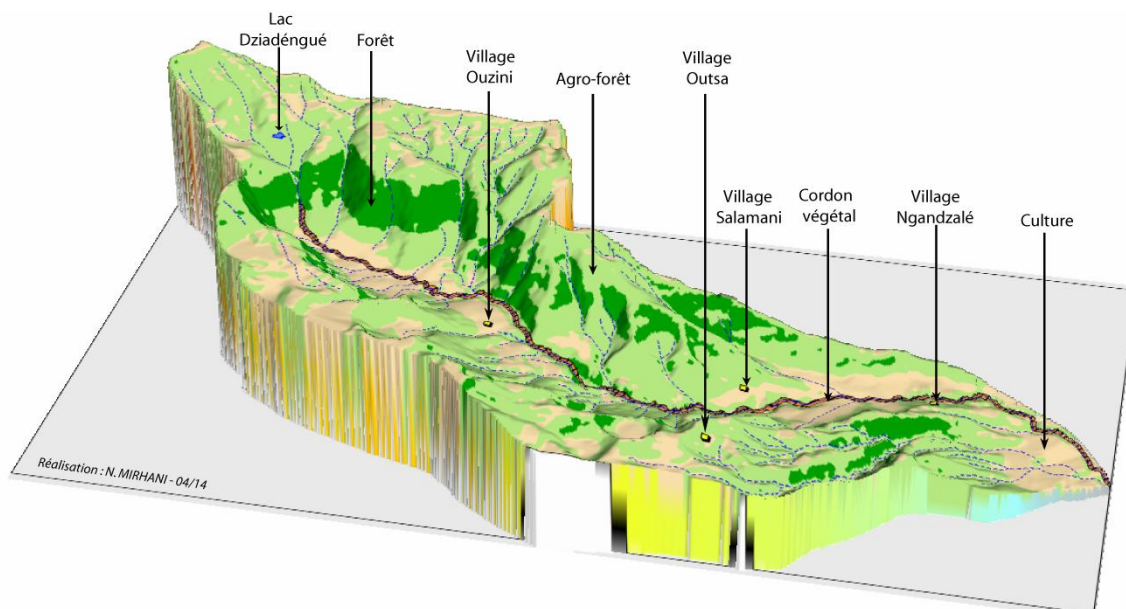 Lac
Dziadéngué
Forêt
Village
Ouzini
Agro-forêt
Village
Outsa
Village
Salamani
Cordon
végétal
Village
Ngandzalé
Culture
Réalisation : N. MIRHANI - 04/14